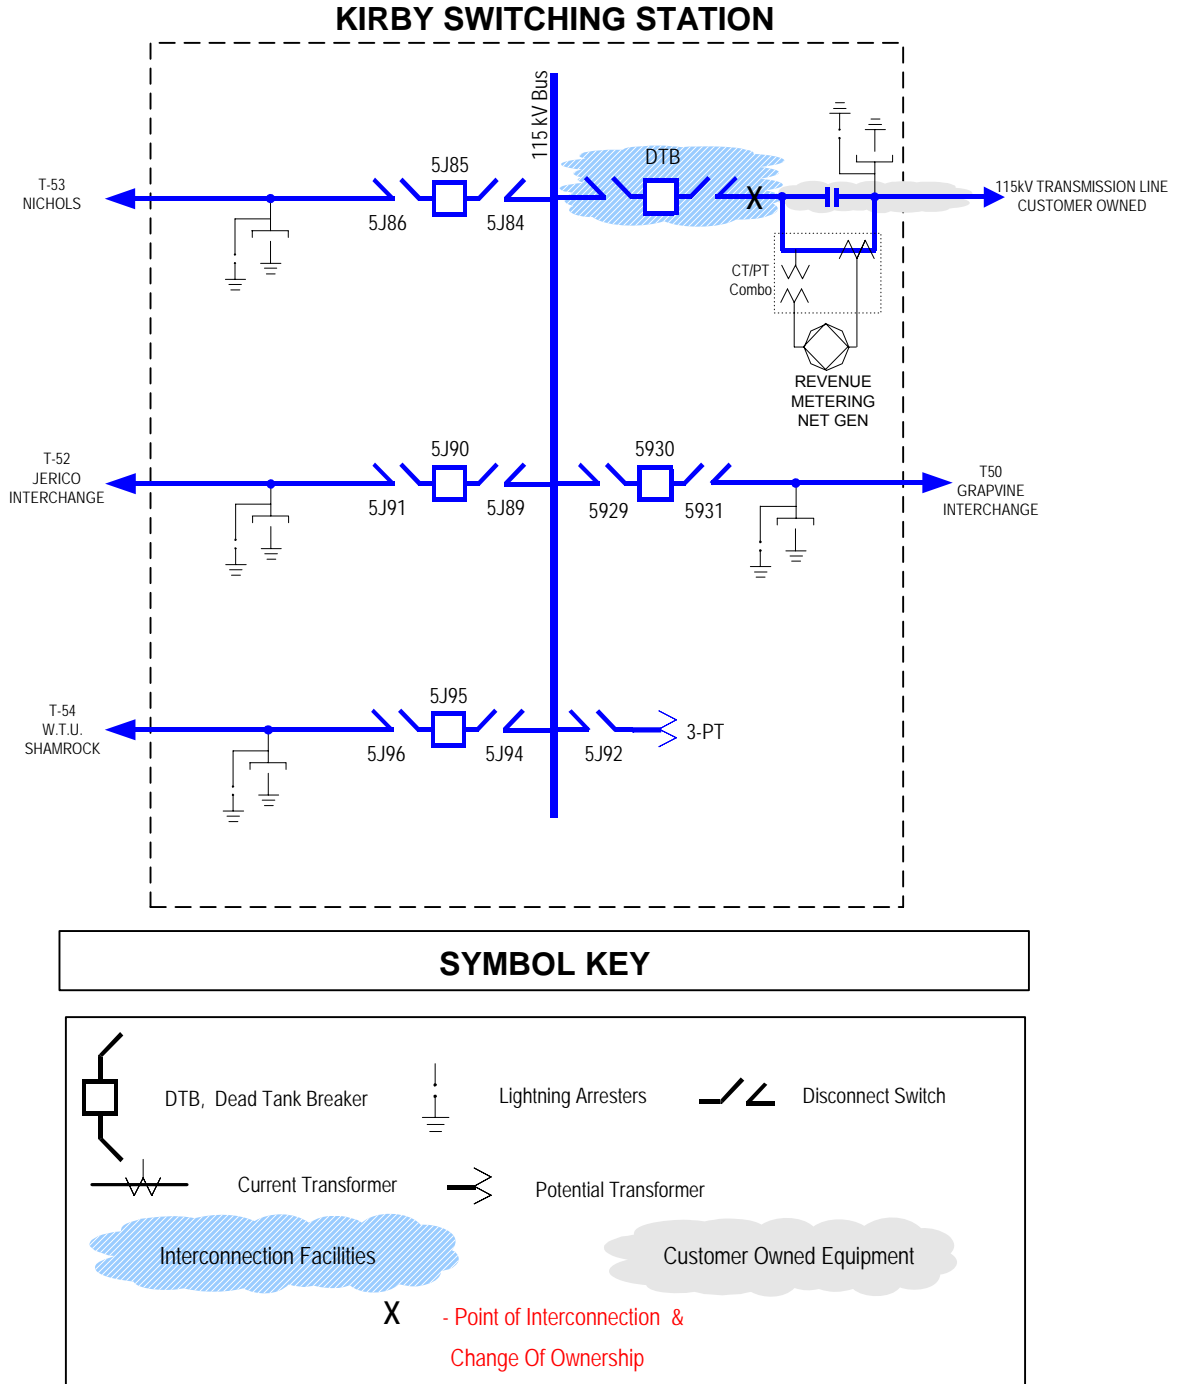 KIRBY SWITCHING STATION
115 kV Bus
T-53
NICHOLS
5J85
5J86
5J84
DTB
X
115kV TRANSMISSION LINE
CUSTOMER OWNED
CT/PT
Combo
REVENUE
METERING
NET GEN
T-52
JERICO
INTERCHANGE
5J90
5J91
5J89
5930
5929
5931
T50
GRAPVINE
INTERCHANGE
T-54
W.T.U.
SHAMROCK
5J95
5J96
5J94
5J92
3-PT
SYMBOL KEY
DTB, Dead Tank Breaker
Lightning Arresters
Disconnect Switch
Current Transformer
Potential Transformer
Interconnection Facilities
Customer Owned Equipment
X - Point of Interconnection &
Change Of Ownership